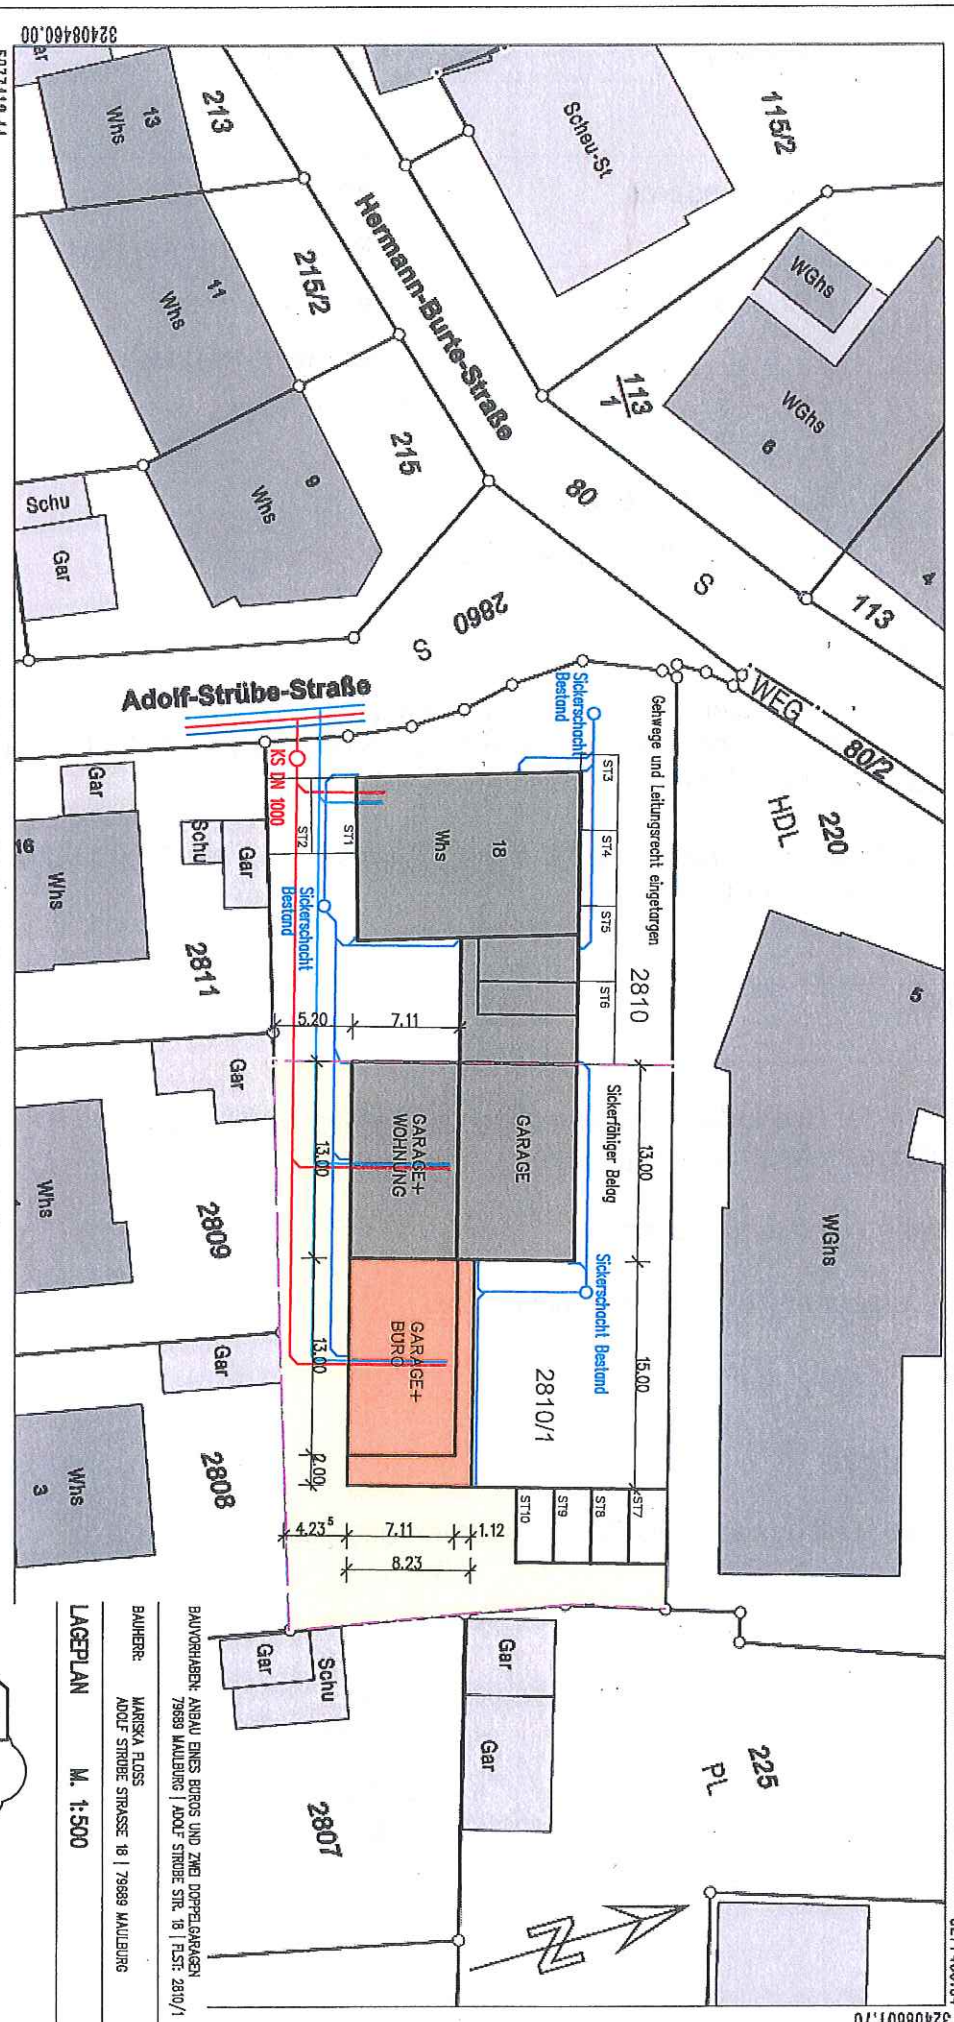 32408460.00
115/2
Scheu-St
213
13
Whs
Hermann-Burte-Straße
215/2
11
Whs
WGhs
WGhs
6
113
1
4
215
9
Whs
80
S
113
Schu
Gar
2860
S
WEG
80/2
Adolf-Strübe-Straße
Sickerschacht
Bestand
Gehwege und Leitungsrecht eingetargen
220
HDL
KS DN 1000
ST3
ST4
ST5
ST6
ST1
ST2
18
Whs
2810
Sickerschacht
Bestand
Gar
16
Whs
Schu
Gar
2811
5
WGhs
5.20
7.11
Gar
Whs
2809
GARAGE+
WOHNUNG
GARAGE
Sickerfähiger Belag
13.00
13.00
Sickerschacht Bestand
GARAGE+
BÜRO
13.00
2.00
15.00
2810/1
Gar
2808
Whs
3
ST7
ST8
ST9
ST10
4.23⁵
7.11
1.12
8.23
Gar
Schu
Gar
Gar
225
PL
2807
N
BAUVORHABEN: ANBAU EINES BÜROS UND ZWEI DOPPELGARAGEN
79689 MAULBURG | ADOLF STRÜBE STR. 18 | FLST: 2810/1
BAUHERR: MARISKA FLOSS
ADOLF STRÜBE STRASSE 18 | 79689 MAULBURG
LAGEPLAN M. 1:500